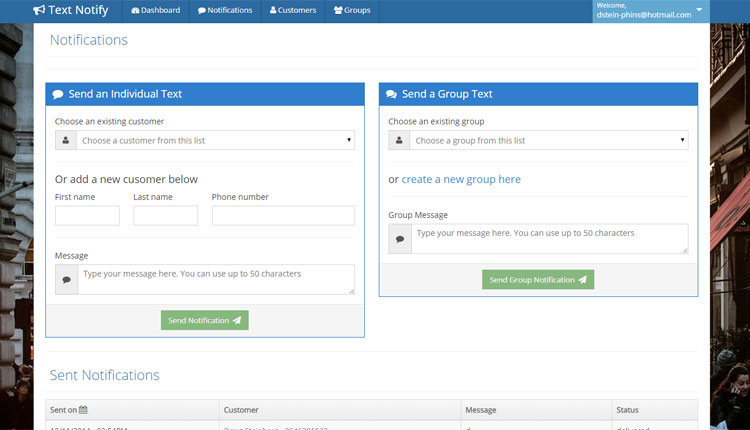 Text Notify Dashboard Notifications Customers Groups Welcome,
dstein-phins@hotmail.com
Notifications
Send an Individual Text
Choose an existing customer
Choose a customer from this list
Or add a new cusomer below
First name Last name Phone number
Message
Type your message here. You can use up to 50 characters
Send Notification
Send a Group Text
Choose an existing group
Choose a group from this list
or create a new group here
Group Message
Type your message here. You can use up to 50 characters
Send Group Notification
Sent Notifications
Sent on Customer Message Status